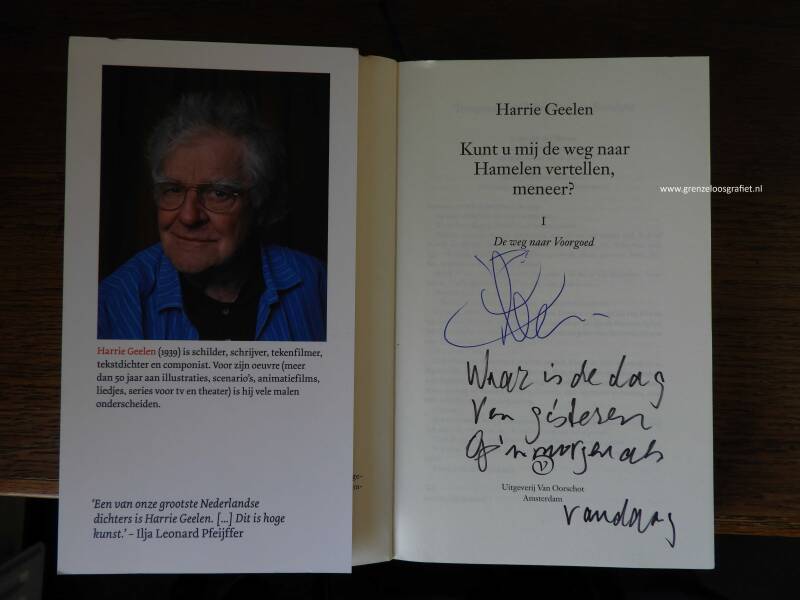 Harrie Geelen (1939) is schilder, schrijver, tekenfilmer,
tekstdichter en componist. Voor zijn oeuvre (meer
dan 50 jaar aan illustraties, scenario's, animatiefilms,
liedjes, series voor tv en theater) is hij vele malen
onderscheiden.
'Een van onze grootste Nederlandse
dichters is Harrie Geelen. [...] Dit is hoge
kunst.' – Ilja Leonard Pfeijffer
Harrie Geelen
Kunt u mij de weg naar
Hamelen vertellen,
meneer?
I
De weg naar Voorgoed
Waar is de dag
van gisteren
Op 'n morgen als
vandaag
Uitgeverij Van Oorschot
Amsterdam
www.grenzeloosgrafiet.nl